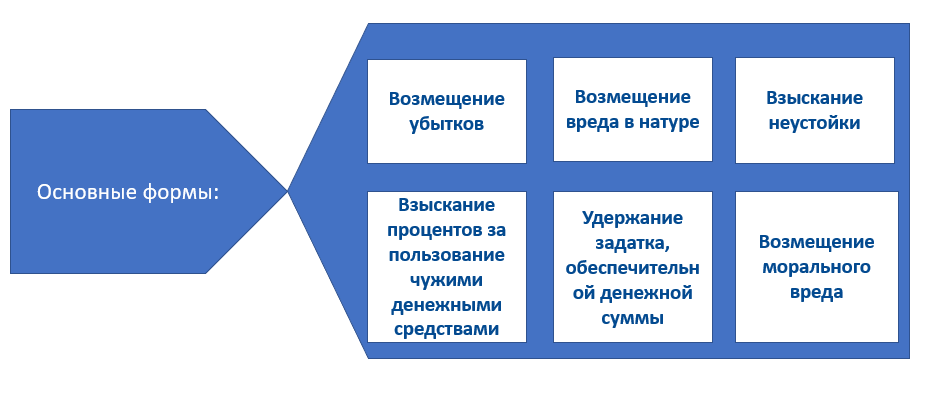 Основные формы:
Возмещение
убытков
Возмещение
вреда в натуре
Взыскание
неустойки
Взыскание
процентов за
пользование
чужими
денежными
средствами
Удержание
задатка,
обеспечительн
ой денежной
суммы
Возмещение
морального
вреда